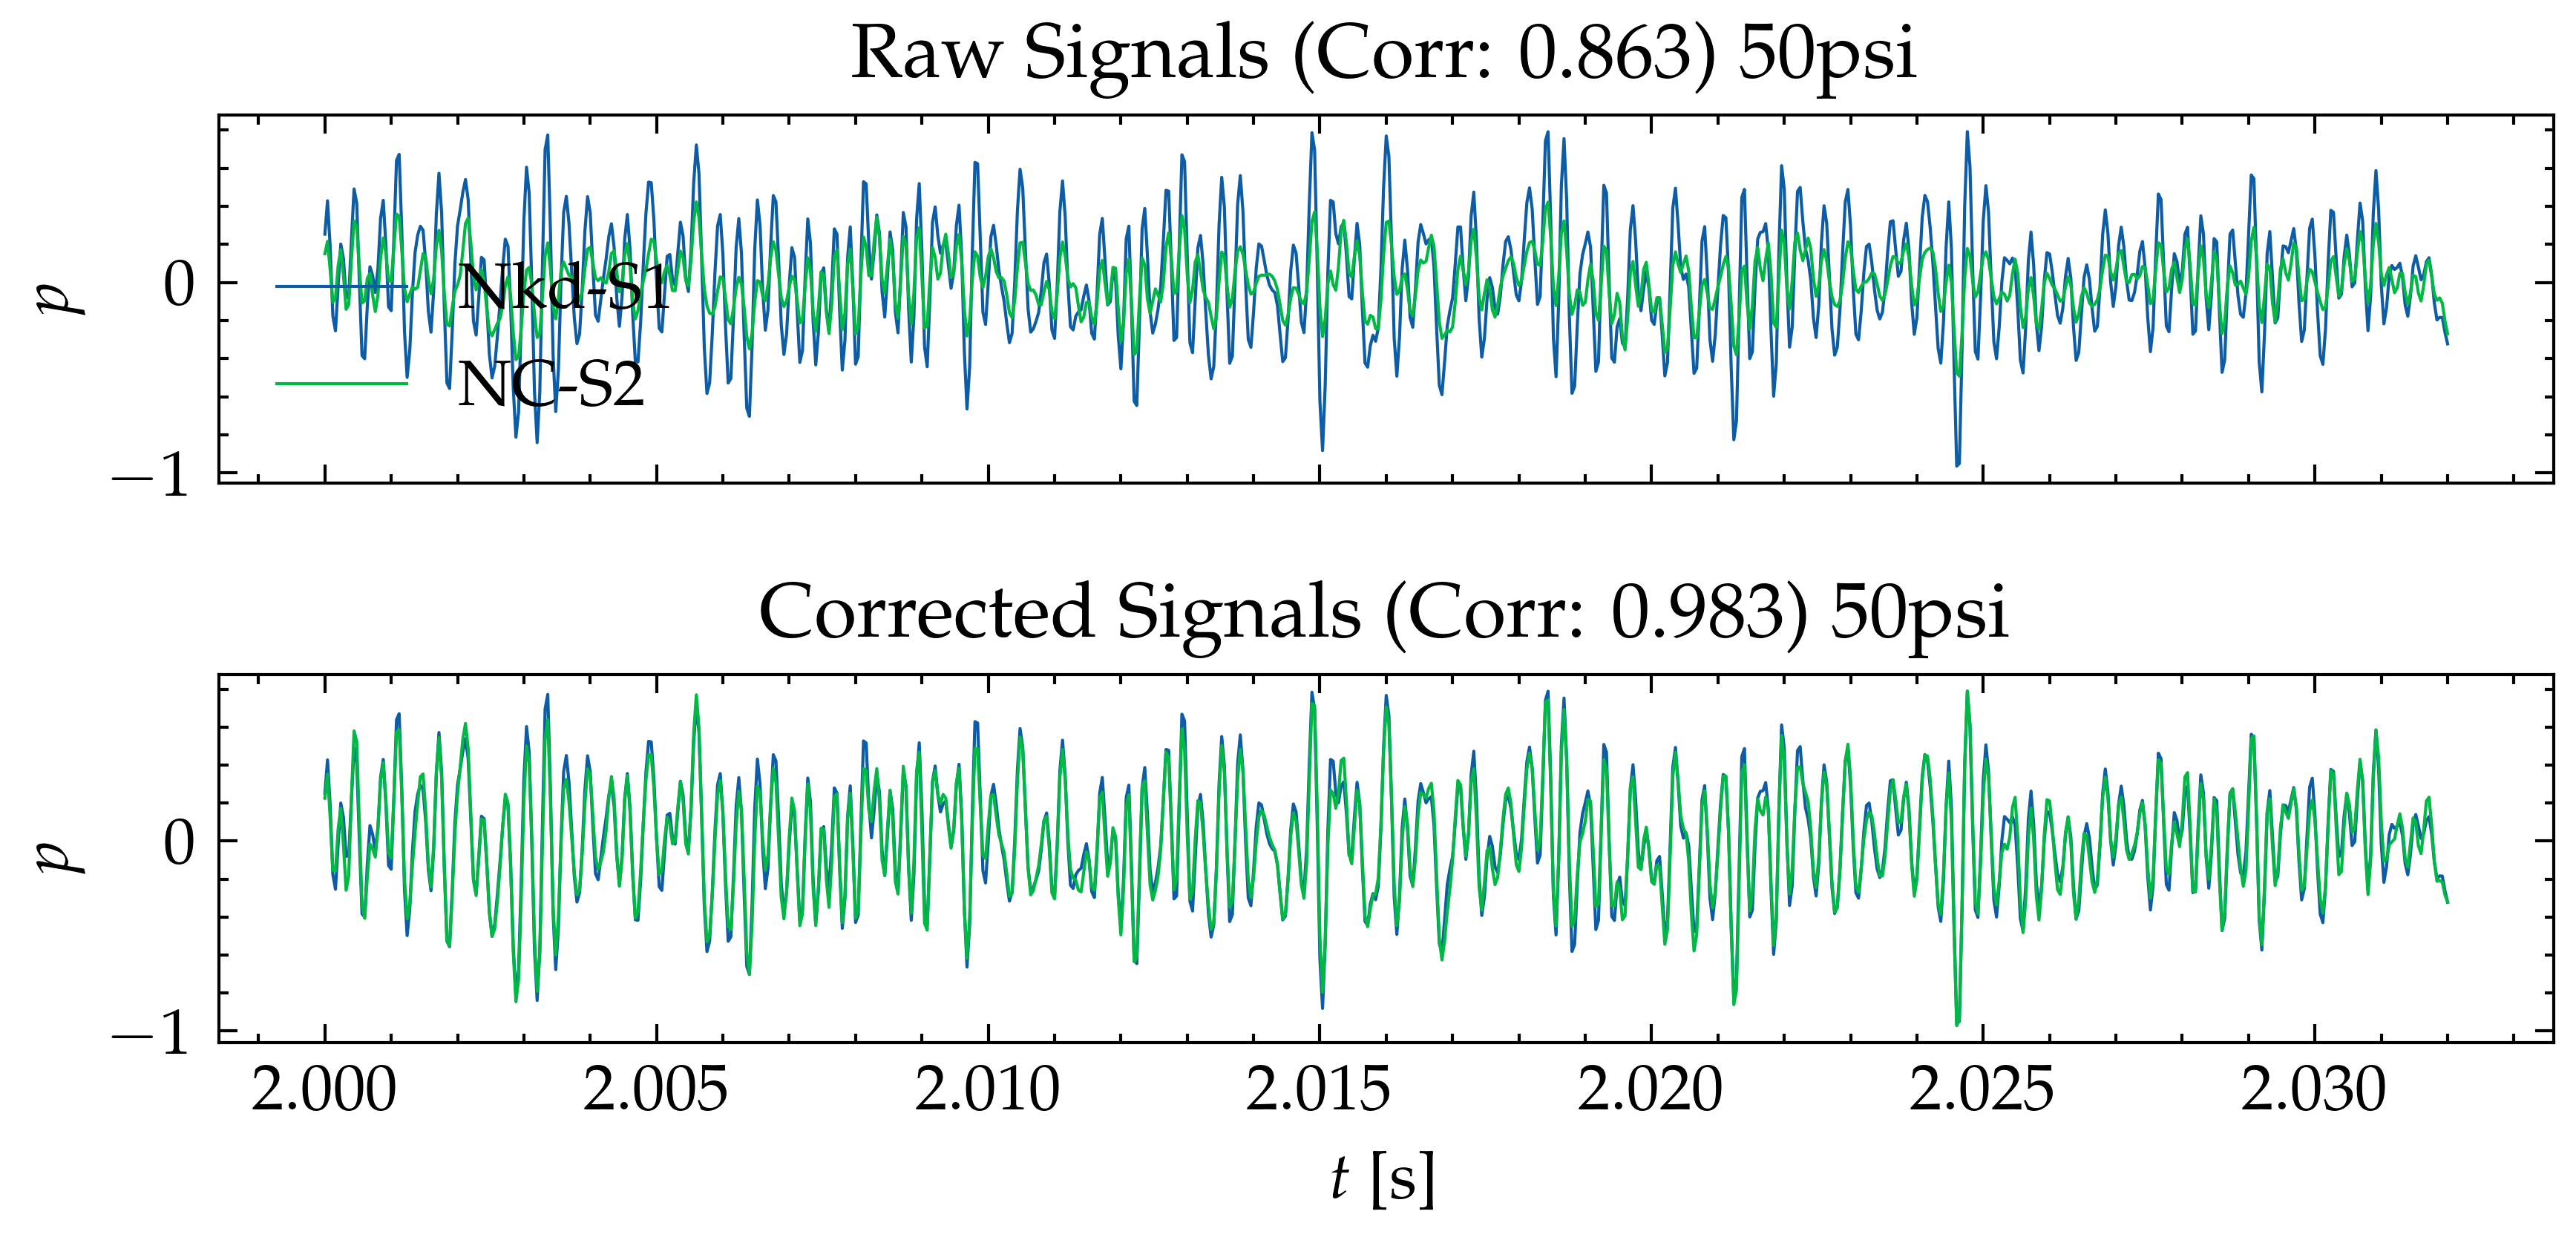 Raw Signals (Corr: 0.863) 50psi
p
0
−1
Nkd-S1
NC-S2
Corrected Signals (Corr: 0.983) 50psi
p
0
−1
2.000 2.005 2.010 2.015 2.020 2.025 2.030
t [s]